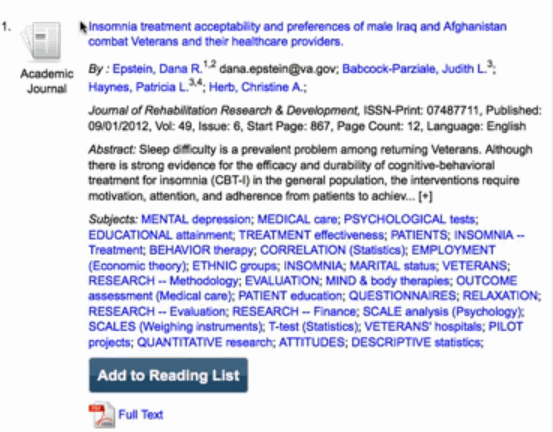 1.
Insomnia treatment acceptability and preferences of male Iraq and Afghanistan
combat Veterans and their healthcare providers.
Academic
Journal
By : Epstein, Dana R.1,2 dana.epstein@va.gov; Babcock-Parziale, Judith L.3;
Haynes, Patricia L.3,4; Herb, Christine A.;
Journal of Rehabilitation Research & Development, ISSN-Print: 07487711, Published:
09/01/2012, Vol: 49, Issue: 6, Start Page: 867, Page Count: 12, Language: English
Abstract: Sleep difficulty is a prevalent problem among returning Veterans. Although
there is strong evidence for the efficacy and durability of cognitive-behavioral
treatment for insomnia (CBT-I) in the general population, the interventions require
motivation, attention, and adherence from patients to achiev... [+]
Subjects: MENTAL depression; MEDICAL care; PSYCHOLOGICAL tests;
EDUCATIONAL attainment; TREATMENT effectiveness; PATIENTS; INSOMNIA --
Treatment; BEHAVIOR therapy; CORRELATION (Statistics); EMPLOYMENT
(Economic theory); ETHNIC groups; INSOMNIA; MARITAL status; VETERANS;
RESEARCH -- Methodology; EVALUATION; MIND & body therapies; OUTCOME
assessment (Medical care); PATIENT education; QUESTIONNAIRES; RELAXATION;
RESEARCH -- Evaluation; RESEARCH -- Finance; SCALE analysis (Psychology);
SCALES (Weighing instruments); T-test (Statistics); VETERANS' hospitals; PILOT
projects; QUANTITATIVE research; ATTITUDES; DESCRIPTIVE statistics;
Add to Reading List
PDF
Full Text